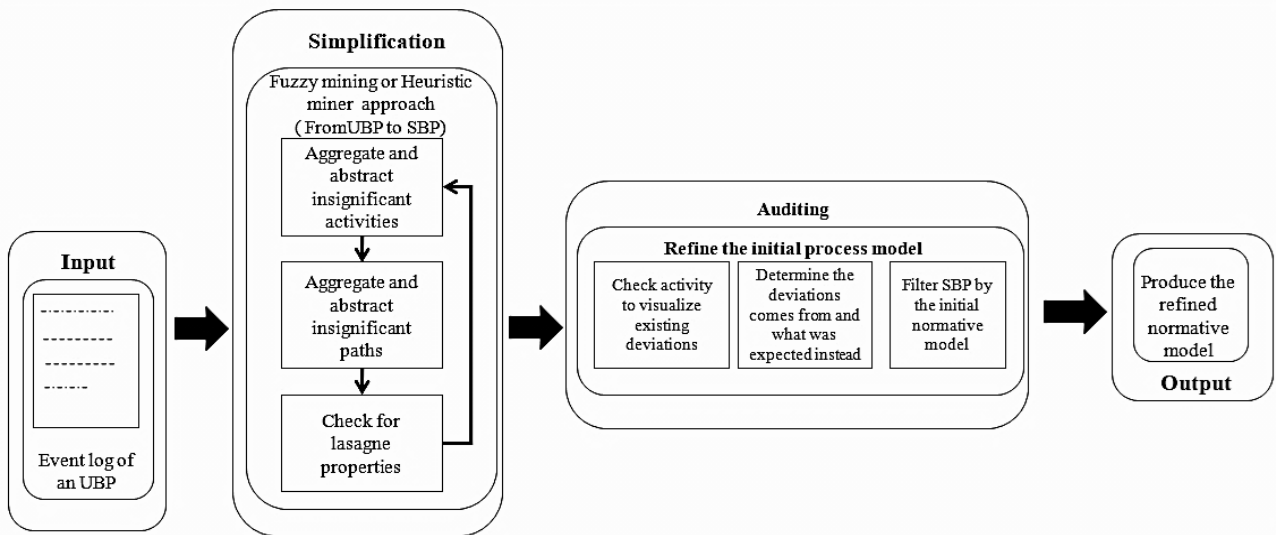 Input
Event log of
an UBP
Simplification
Fuzzy mining or Heuristic
miner approach
( FromUBP to SBP)
Aggregate and
abstract
insignificant
activities
Aggregate and
abstract
insignificant
paths
Check for
lasagne
properties
Auditing
Refine the initial process model
Check activity
to visualize
existing
deviations
Determine the
deviations
comes from and
what was
expected instead
Filter SBP by
the initial
normative
model
Produce the
refined
normative
model
Output